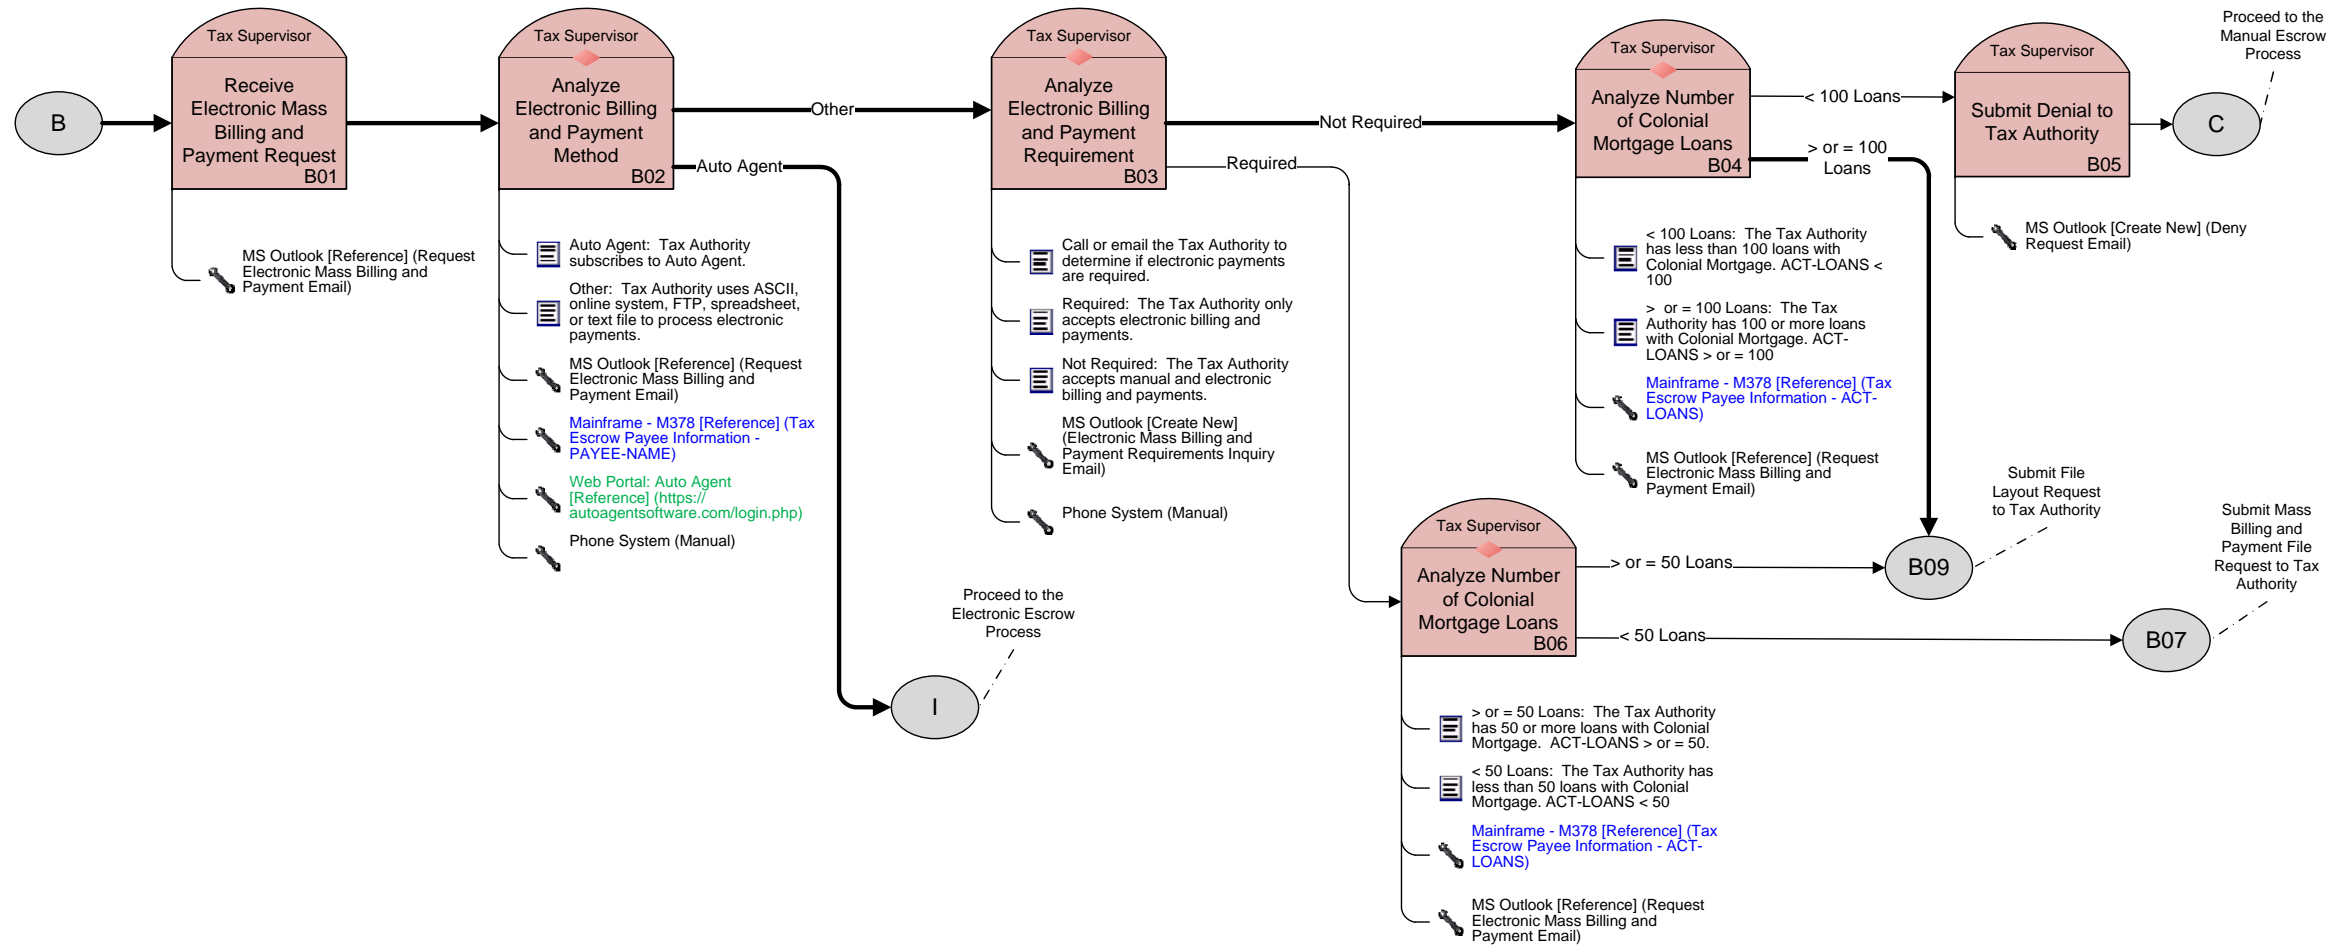 B
Tax Supervisor
Receive
Electronic Mass
Billing and
Payment Request
B01
MS Outlook [Reference] (Request
Electronic Mass Billing and
Payment Email)
Tax Supervisor
Analyze
Electronic Billing
and Payment
Method
B02
Other
Auto Agent
Auto Agent:  Tax Authority
subscribes to Auto Agent.
Other:  Tax Authority uses ASCII,
online system, FTP, spreadsheet,
or text file to process electronic
payments.
MS Outlook [Reference] (Request
Electronic Mass Billing and
Payment Email)
Mainframe - M378 [Reference] (Tax
Escrow Payee Information -
PAYEE-NAME)
Web Portal: Auto Agent
[Reference] (https://
autoagentsoftware.com/login.php)
Phone System (Manual)
Proceed to the
Electronic Escrow
Process
I
Tax Supervisor
Analyze
Electronic Billing
and Payment
Requirement
B03
Not Required
Required
Call or email the Tax Authority to
determine if electronic payments
are required.
Required:  The Tax Authority only
accepts electronic billing and
payments.
Not Required:  The Tax Authority
accepts manual and electronic
billing and payments.
MS Outlook [Create New]
(Electronic Mass Billing and
Payment Requirements Inquiry
Email)
Phone System (Manual)
Tax Supervisor
Analyze Number
of Colonial
Mortgage Loans
B04
< 100 Loans
> or = 100
Loans
< 100 Loans:  The Tax Authority
has less than 100 loans with
Colonial Mortgage. ACT-LOANS <
100
>  or = 100 Loans:  The Tax
Authority has 100 or more loans
with Colonial Mortgage. ACT-
LOANS > or = 100
Mainframe - M378 [Reference] (Tax
Escrow Payee Information - ACT-
LOANS)
MS Outlook [Reference] (Request
Electronic Mass Billing and
Payment Email)
Tax Supervisor
Submit Denial to
Tax Authority
B05
MS Outlook [Create New] (Deny
Request Email)
Proceed to the
Manual Escrow
Process
C
Tax Supervisor
Analyze Number
of Colonial
Mortgage Loans
B06
> or = 50 Loans
< 50 Loans
> or = 50 Loans:  The Tax Authority
has 50 or more loans with Colonial
Mortgage.  ACT-LOANS > or = 50.
< 50 Loans:  The Tax Authority has
less than 50 loans with Colonial
Mortgage. ACT-LOANS < 50
Mainframe - M378 [Reference] (Tax
Escrow Payee Information - ACT-
LOANS)
MS Outlook [Reference] (Request
Electronic Mass Billing and
Payment Email)
Submit File
Layout Request
to Tax Authority
B09
Submit Mass
Billing and
Payment File
Request to Tax
Authority
B07